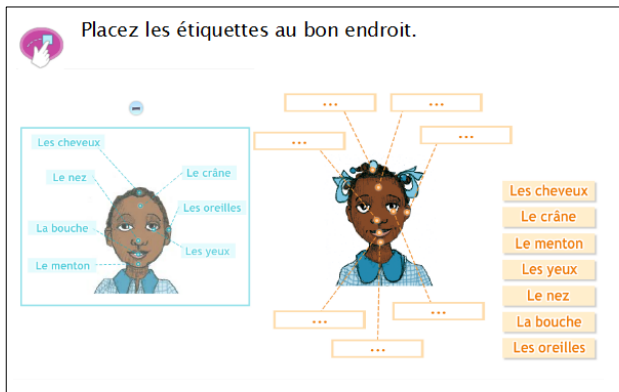 Placez les étiquettes au bon endroit.
Les cheveux
Le nez
Le crâne
Les oreilles
La bouche
Les yeux
Le menton
...
...
...
...
...
...
...
Les cheveux
Le crâne
Le menton
Les yeux
Le nez
La bouche
Les oreilles